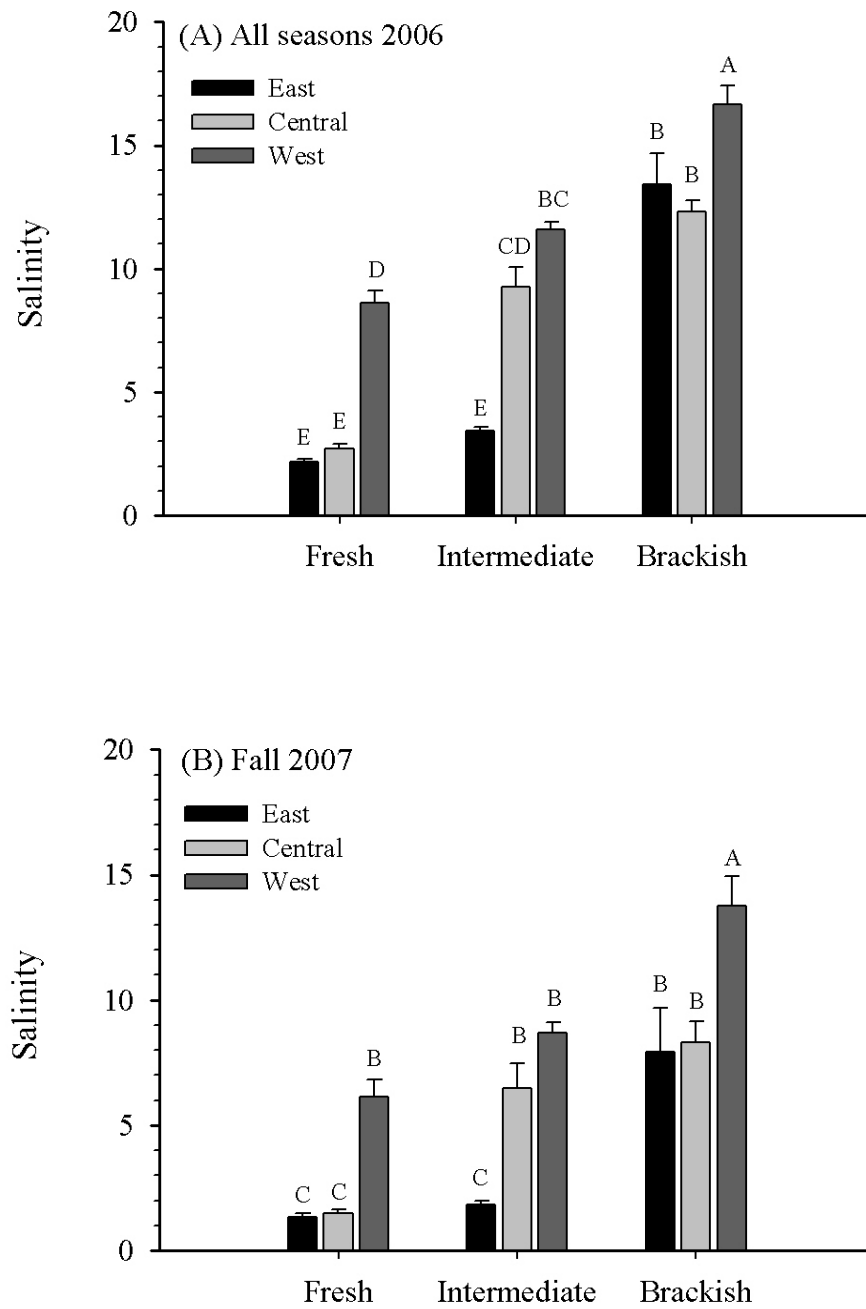 20
(A) All seasons 2006
East
Central
West
15
10
5
0
Salinity
E
E
D
E
CD
BC
B
B
A
Fresh
Intermediate
Brackish
20
(B) Fall 2007
East
Central
West
15
10
5
0
Salinity
C
C
B
C
B
B
B
B
A
Fresh
Intermediate
Brackish